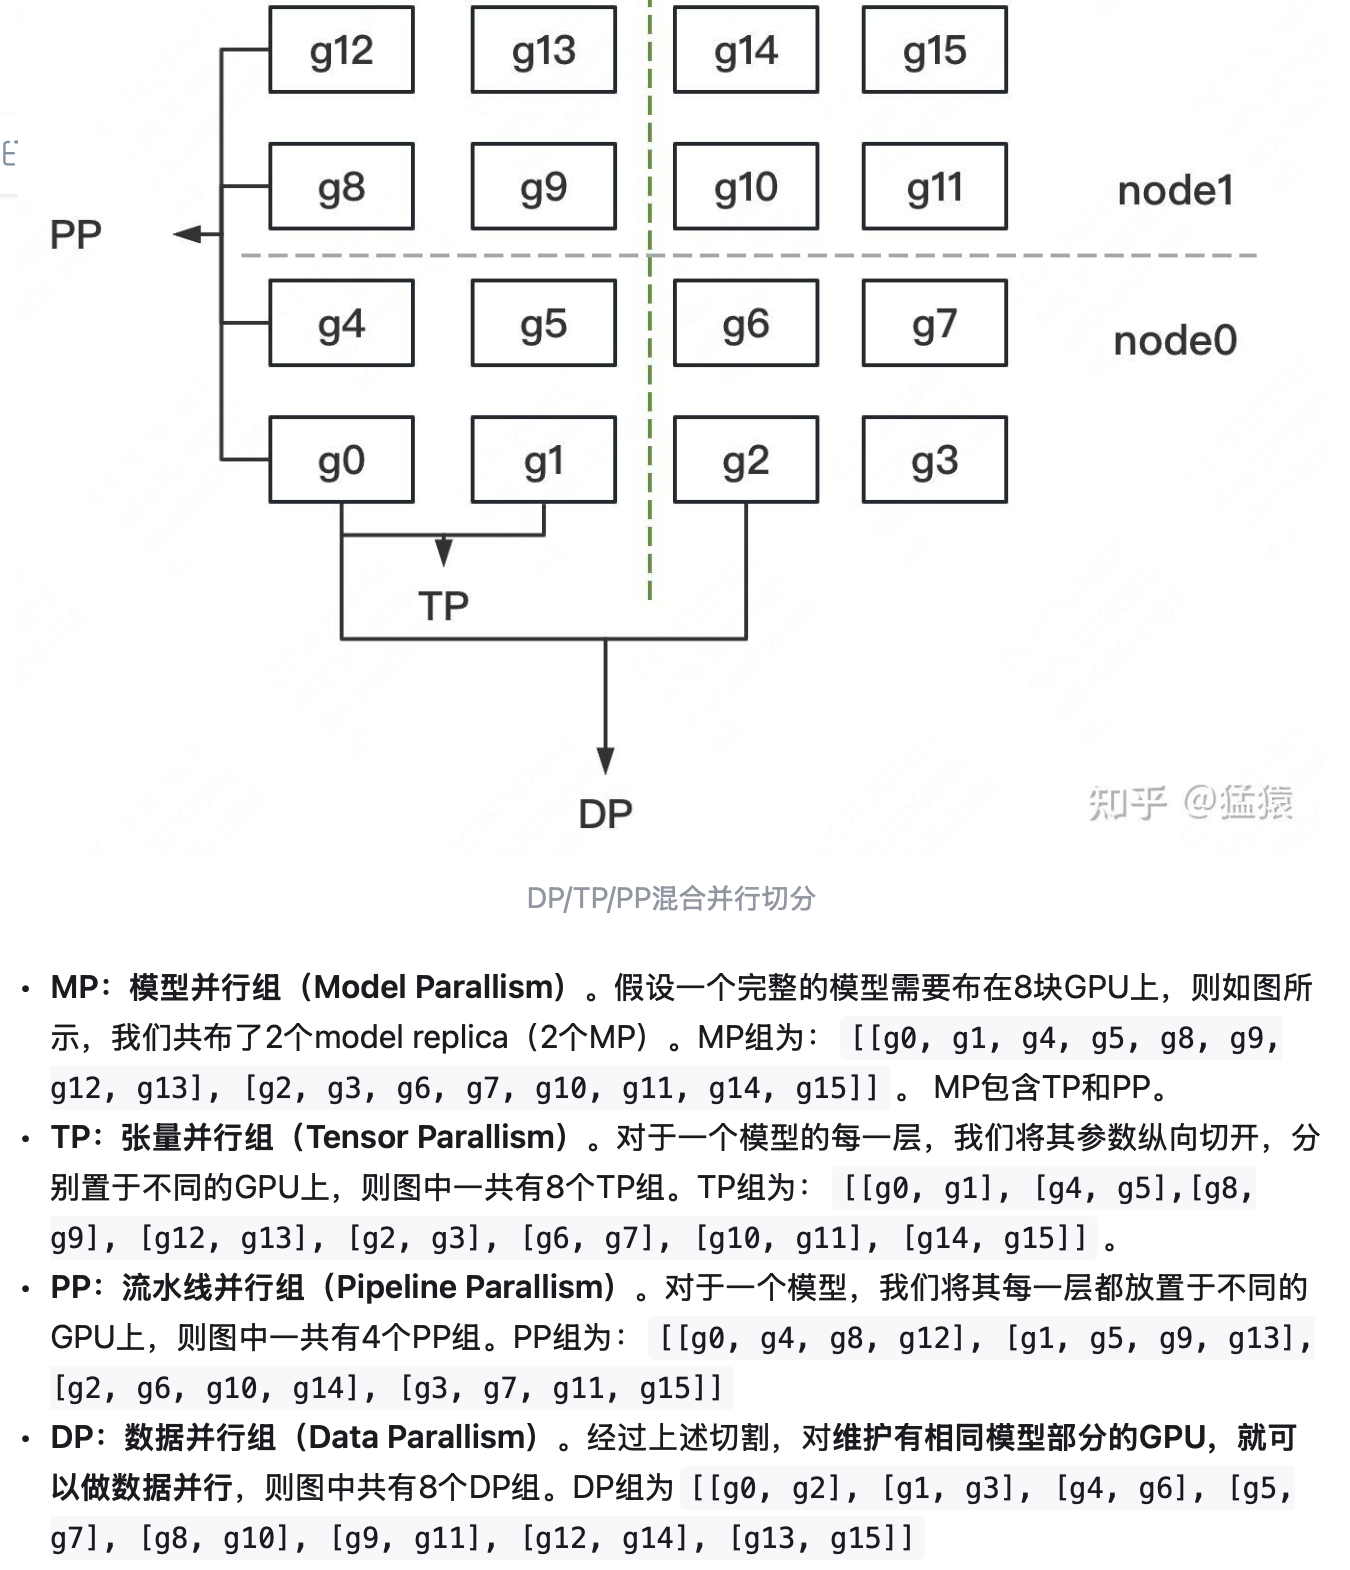 g12 g13 g14 g15
g8 g9 g10 g11 node1
PP
g4 g5 g6 g7 node0
g0 g1 g2 g3
TP
DP
知乎 @猛猿
DP/TP/PP混合并行切分
• MP：模型并行组（Model Parallism）。假设一个完整的模型需要布在8块GPU上，则如图所
示，我们共布了2个model replica（2个MP）。MP组为： [[g0, g1, g4, g5, g8, g9,
g12, g13], [g2, g3, g6, g7, g10, g11, g14, g15]] 。 MP包含TP和PP。
• TP：张量并行组（Tensor Parallism）。对于一个模型的每一层，我们将其参数纵向切开，分
别置于不同的GPU上，则图中一共有8个TP组。TP组为： [[g0, g1], [g4, g5],[g8,
g9], [g12, g13], [g2, g3], [g6, g7], [g10, g11], [g14, g15]] 。
• PP：流水线并行组（Pipeline Parallism）。对于一个模型，我们将其每一层都放置于不同的
GPU上，则图中一共有4个PP组。PP组为： [[g0, g4, g8, g12], [g1, g5, g9, g13],
[g2, g6, g10, g14], [g3, g7, g11, g15]]
• DP：数据并行组（Data Parallism）。经过上述切割，对维护有相同模型部分的GPU，就可
以做数据并行，则图中共有8个DP组。DP组为 [[g0, g2], [g1, g3], [g4, g6], [g5,
g7], [g8, g10], [g9, g11], [g12, g14], [g13, g15]]